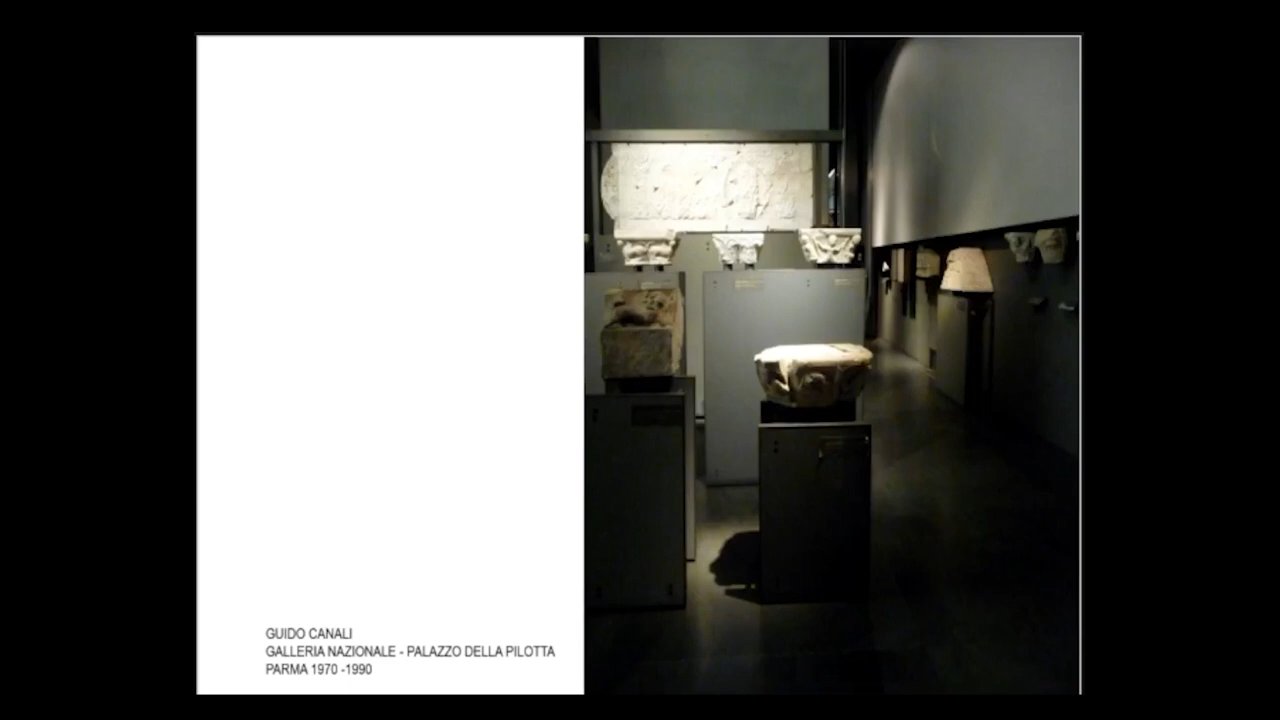 GUIDO CANALI
GALLERIA NAZIONALE - PALAZZO DELLA PILOTTA
PARMA 1970 -1990